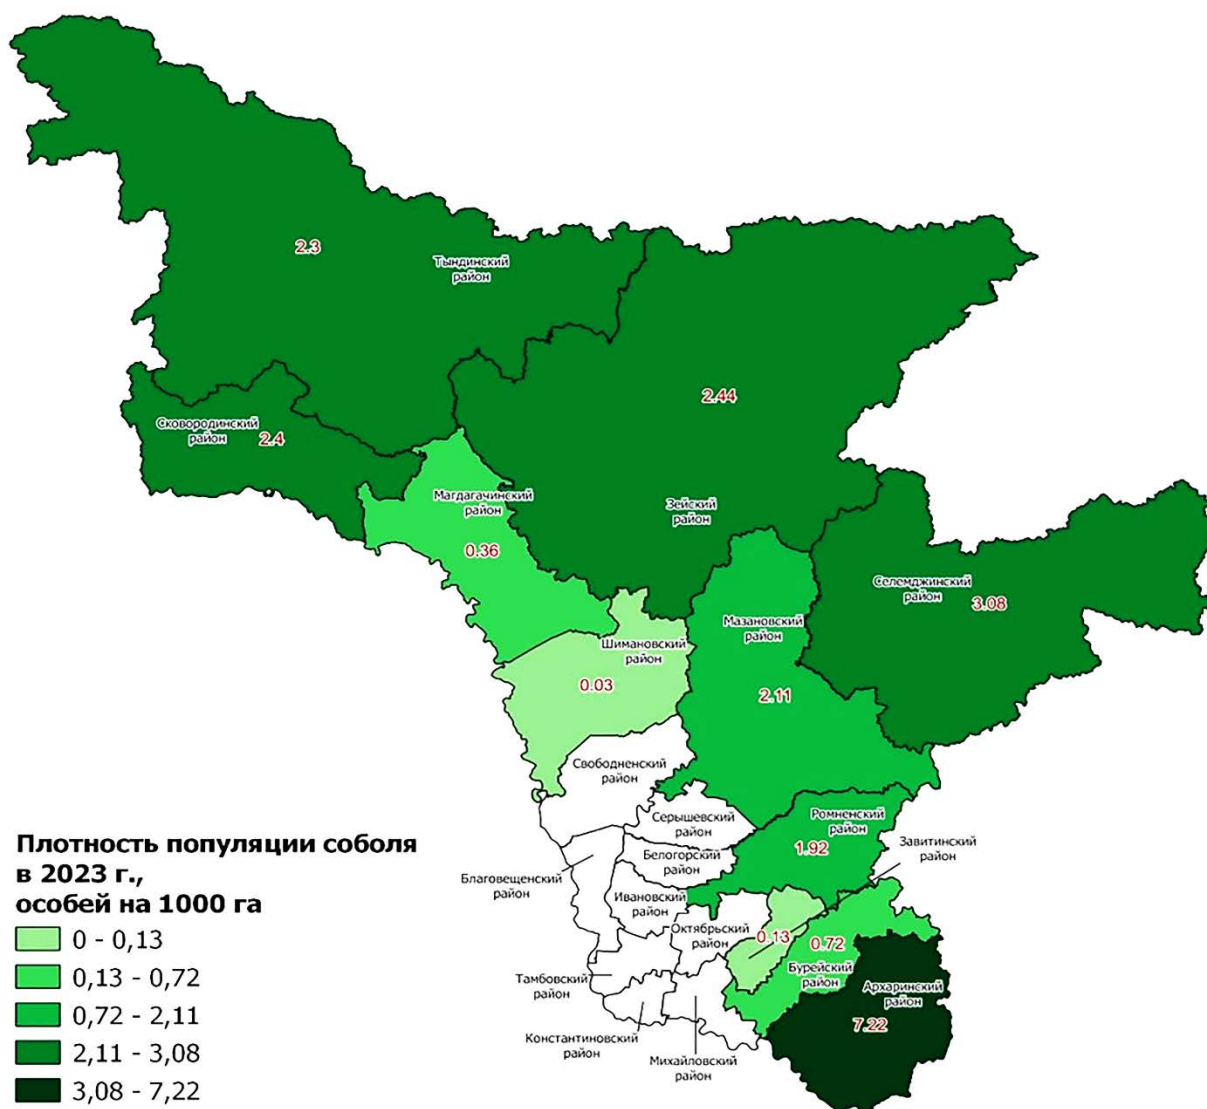 2.3
Тындинский
район
2.44
Сковородинский
район
2.4
Магдагачинский
район
0.36
Зейский
район
Селемджинский
район
3.08
Мазановский
район
2.11
Шимановский
район
0.03
Свободненский
район
Серышевский
район
Ромненский
район
1.92
Завитинский
район
Белогорский
район
Благовещенский
район
Ивановский
район
Октябрьский
район
0.13
0.72
Бурейский
район
Архаринский
район
7.22
Тамбовский
район
Константиновский
район
Михайловский
район
Плотность популяции соболя
в 2023 г.,
особей на 1000 га
0 - 0,13
0,13 - 0,72
0,72 - 2,11
2,11 - 3,08
3,08 - 7,22